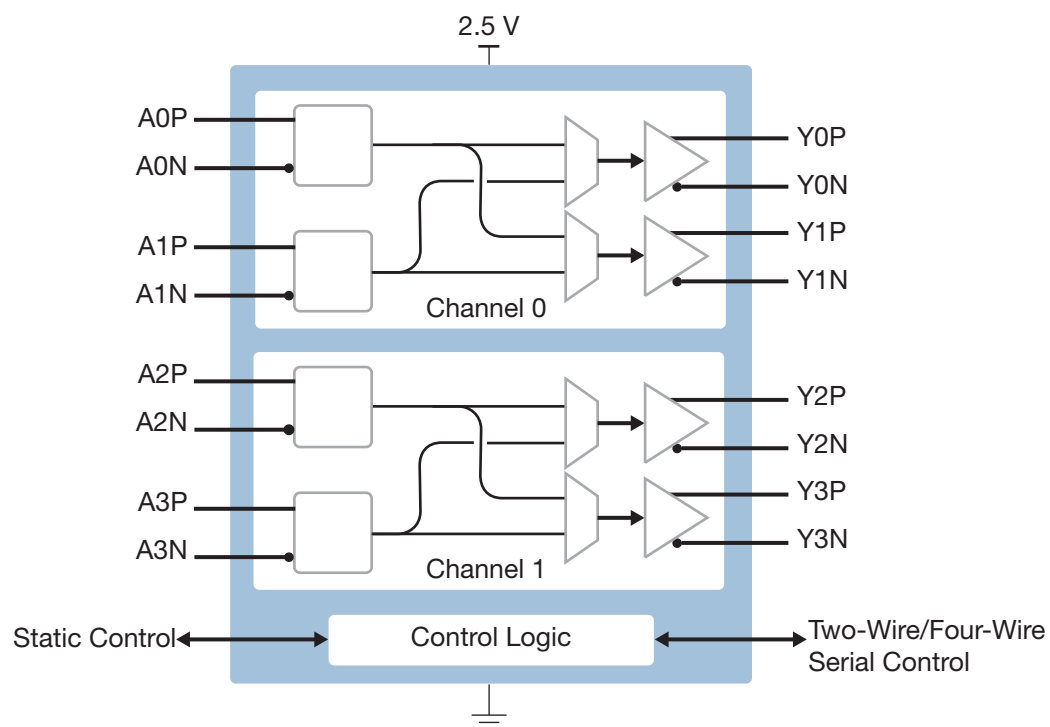 2.5 V
A0P
A0N
A1P
A1N
Y0P
Y0N
Y1P
Y1N
Channel 0
A2P
A2N
A3P
A3N
Y2P
Y2N
Y3P
Y3N
Channel 1
Static Control
Control Logic
Two-Wire/Four-Wire
Serial Control